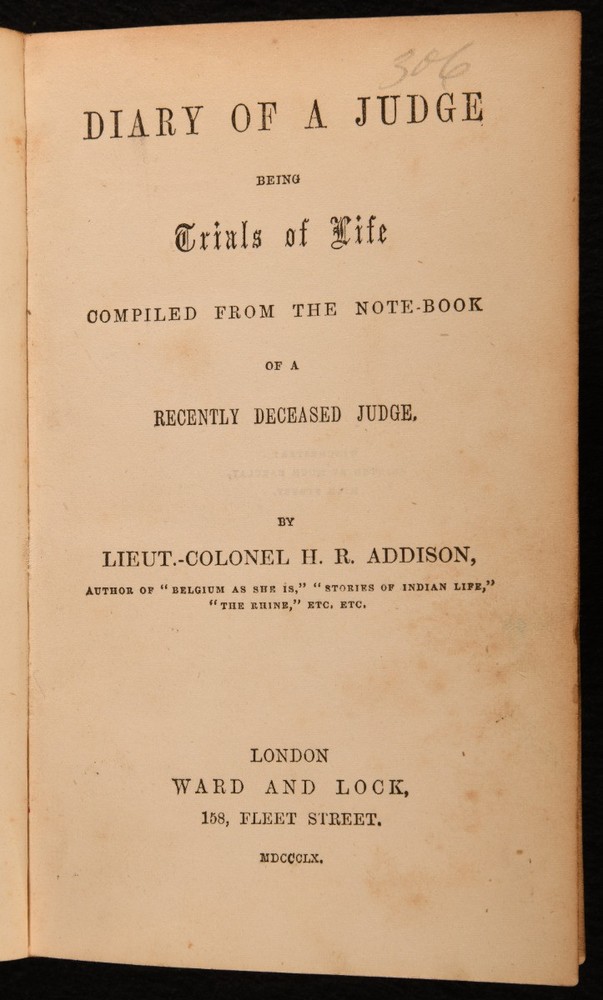 306
DIARY OF A JUDGE
BEING
Trials of Life
COMPILED FROM THE NOTE-BOOK
OF A
RECENTLY DECEASED JUDGE.
BY
LIEUT.-COLONEL H. R. ADDISON,
AUTHOR OF "BELGIUM AS SHE IS," "STORIES OF INDIAN LIFE,"
"THE RHINE," ETC. ETC.
LONDON
WARD AND LOCK,
158, FLEET STREET.
MDCCCLX.